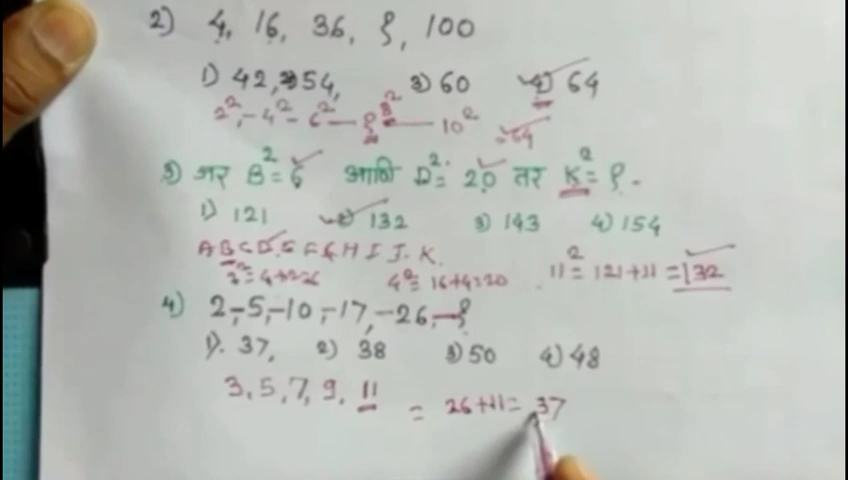 2) 4, 16, 36, ?, 100
1) 42, 2) 54, 3) 60 4) 64
2², - 4² - 6² — ? 8² — 10² = 64
3) जर B² = 6 आणि D² = 20 तर K² = ? -
1) 121 2) 132 3) 143 4) 154
A B C D E F G H I J K.
4² = 16+4=20 11² = 121+11 = 132
4) 2,-5,-10,-17,-26,-?
1). 37, 2) 38 3) 50 4) 48
3, 5, 7, 9, 11 = 26+11= 37